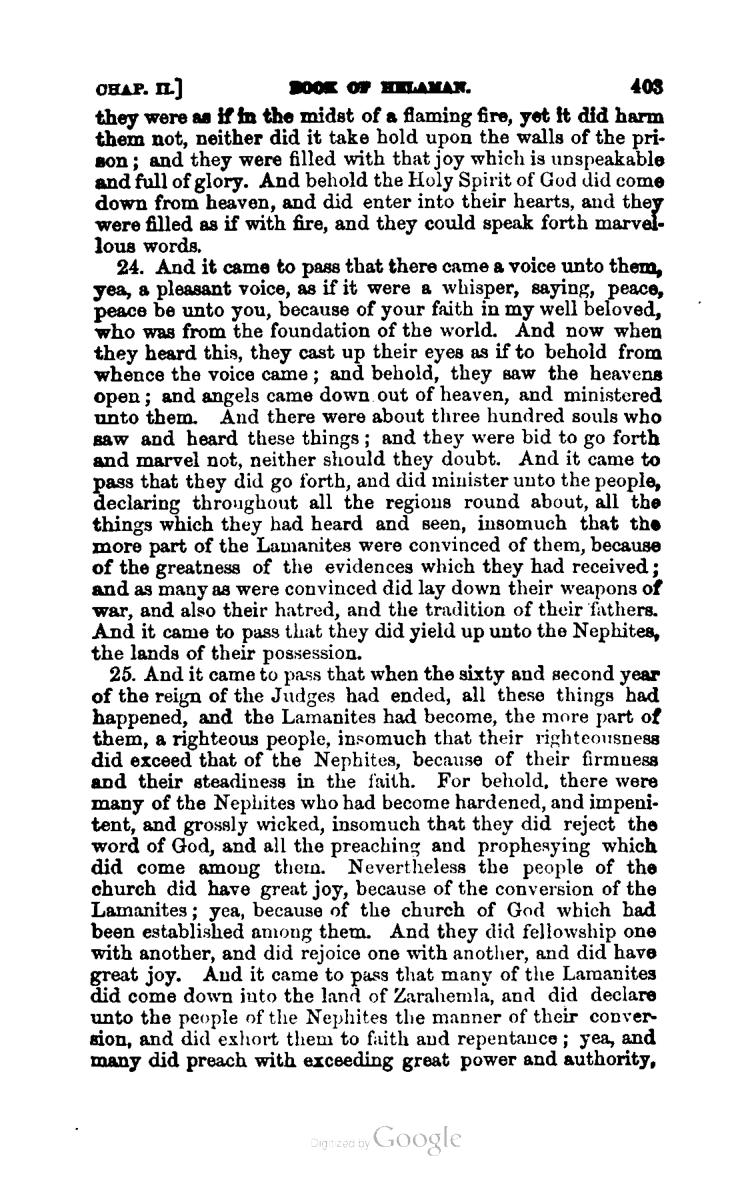 CHAP. II.] BOOK OF HELAMAN. 403
they were as if in the midst of a flaming fire, yet it did harm
them not, neither did it take hold upon the walls of the pri-
son; and they were filled with that joy which is unspeakable
and full of glory. And behold the Holy Spirit of God did come
down from heaven, and did enter into their hearts, and they
were filled as if with fire, and they could speak forth marvel-
lous words.
24. And it came to pass that there came a voice unto them,
yea, a pleasant voice, as if it were a whisper, saying, peace,
peace be unto you, because of your faith in my well beloved,
who was from the foundation of the world. And now when
they heard this, they cast up their eyes as if to behold from
whence the voice came; and behold, they saw the heavens
open; and angels came down out of heaven, and ministered
unto them. And there were about three hundred souls who
saw and heard these things; and they were bid to go forth
and marvel not, neither should they doubt. And it came to
pass that they did go forth, and did minister unto the people,
declaring throughout all the regions round about, all the
things which they had heard and seen, insomuch that the
more part of the Lamanites were convinced of them, because
of the greatness of the evidences which they had received;
and as many as were convinced did lay down their weapons of
war, and also their hatred, and the tradition of their fathers.
And it came to pass that they did yield up unto the Nephites,
the lands of their possession.
25. And it came to pass that when the sixty and second year
of the reign of the Judges had ended, all these things had
happened, and the Lamanites had become, the more part of
them, a righteous people, insomuch that their righteousness
did exceed that of the Nephites, because of their firmness
and their steadiness in the faith. For behold, there were
many of the Nephites who had become hardened, and impeni-
tent, and grossly wicked, insomuch that they did reject the
word of God, and all the preaching and prophesying which
did come among them. Nevertheless the people of the
church did have great joy, because of the conversion of the
Lamanites; yea, because of the church of God which had
been established among them. And they did fellowship one
with another, and did rejoice one with another, and did have
great joy. And it came to pass that many of the Lamanites
did come down into the land of Zarahemla, and did declare
unto the people of the Nephites the manner of their conver-
sion, and did exhort them to faith and repentance; yea, and
many did preach with exceeding great power and authority,
Digitized by Google